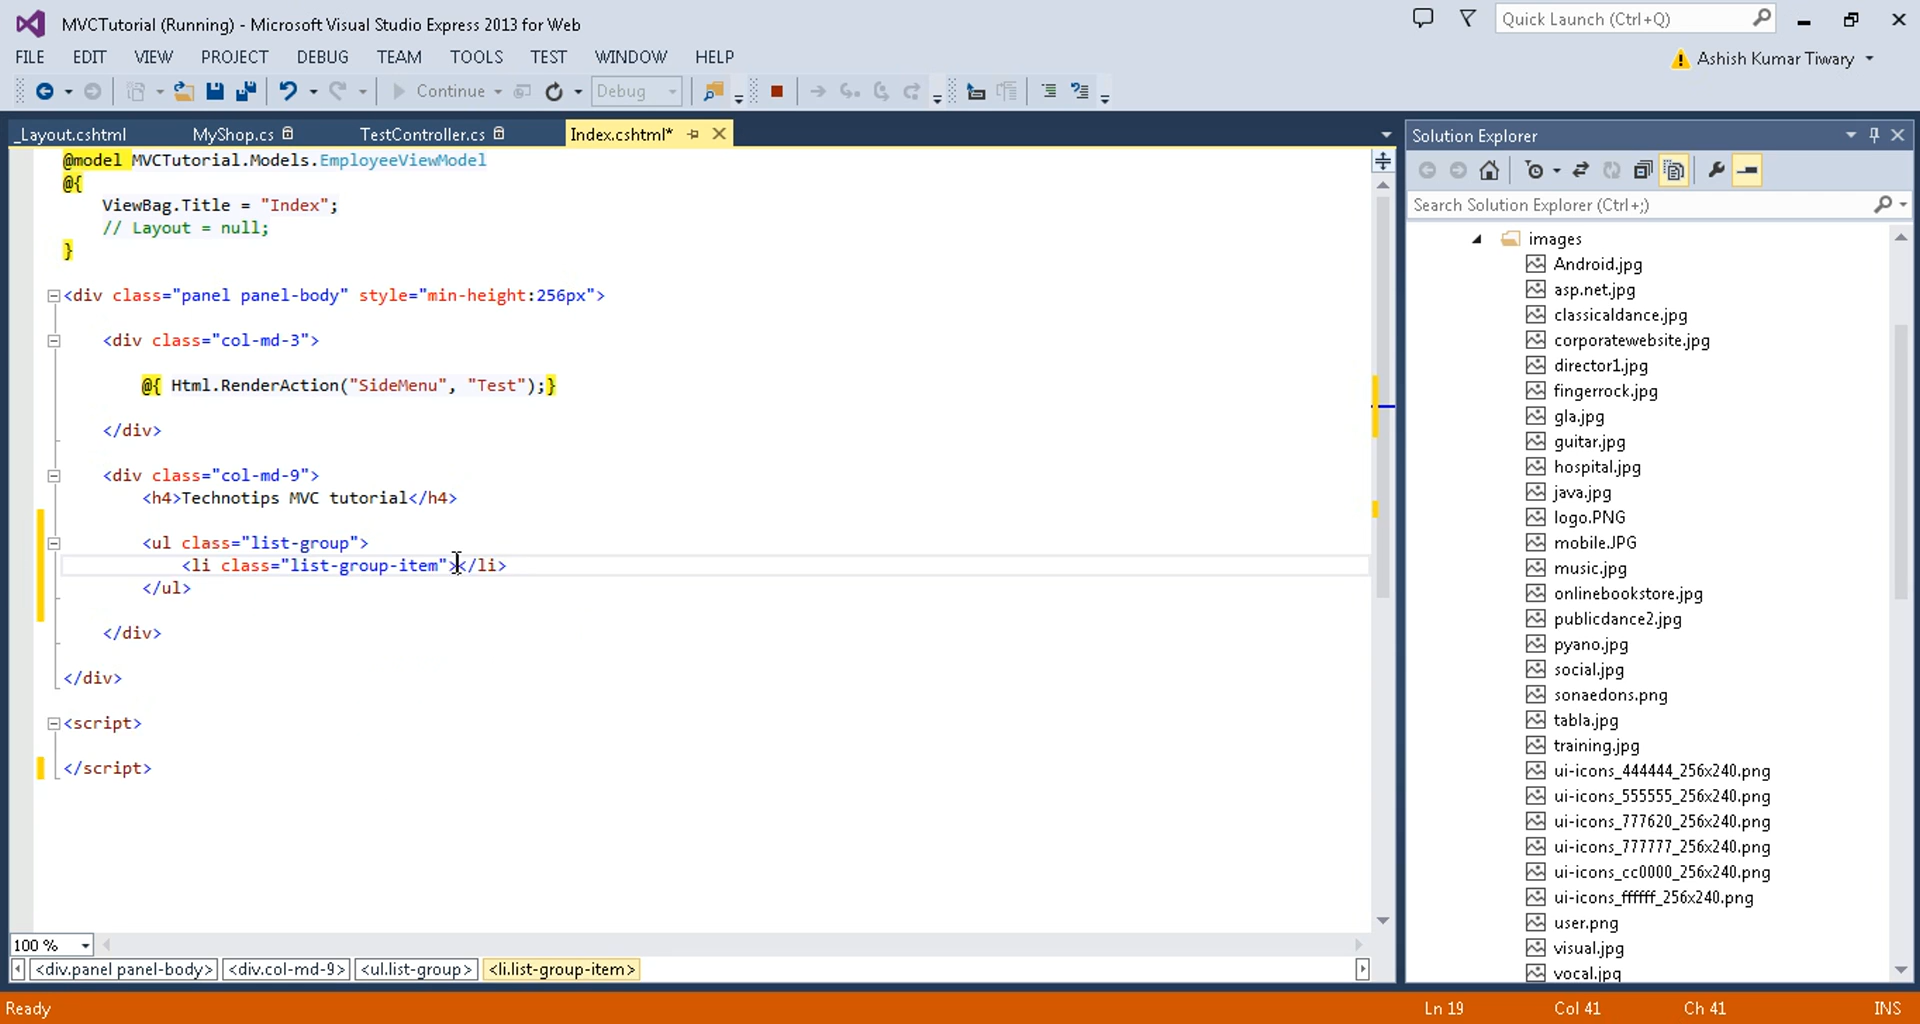 MVCTutorial (Running) - Microsoft Visual Studio Express 2013 for Web
Quick Launch (Ctrl+Q)
FILE EDIT VIEW PROJECT DEBUG TEAM TOOLS TEST WINDOW HELP
Ashish Kumar Tiwary
Continue Debug
_Layout.cshtml MyShop.cs TestController.cs Index.cshtml*
@model MVCTutorial.Models.EmployeeViewModel
@{
ViewBag.Title = "Index";
// Layout = null;
}
<div class="panel panel-body" style="min-height:256px">
<div class="col-md-3">
@{ Html.RenderAction("SideMenu", "Test");}
</div>
<div class="col-md-9">
<h4>Technotips MVC tutorial</h4>
<ul class="list-group">
<li class="list-group-item"></li>
</ul>
</div>
</div>
<script>
</script>
100 %
<div.panel panel-body> <div.col-md-9> <ul.list-group> <li.list-group-item>
Solution Explorer
Search Solution Explorer (Ctrl+;)
images
Android.jpg
asp.net.jpg
classicaldance.jpg
corporatewebsite.jpg
director1.jpg
fingerrock.jpg
gla.jpg
guitar.jpg
hospital.jpg
java.jpg
logo.PNG
mobile.JPG
music.jpg
onlinebookstore.jpg
publicdance2.jpg
pyano.jpg
social.jpg
sonaedons.png
tabla.jpg
training.jpg
ui-icons_444444_256x240.png
ui-icons_555555_256x240.png
ui-icons_777620_256x240.png
ui-icons_777777_256x240.png
ui-icons_cc0000_256x240.png
ui-icons_ffffff_256x240.png
user.png
visual.jpg
vocal.jpg
Ready Ln 19 Col 41 Ch 41 INS